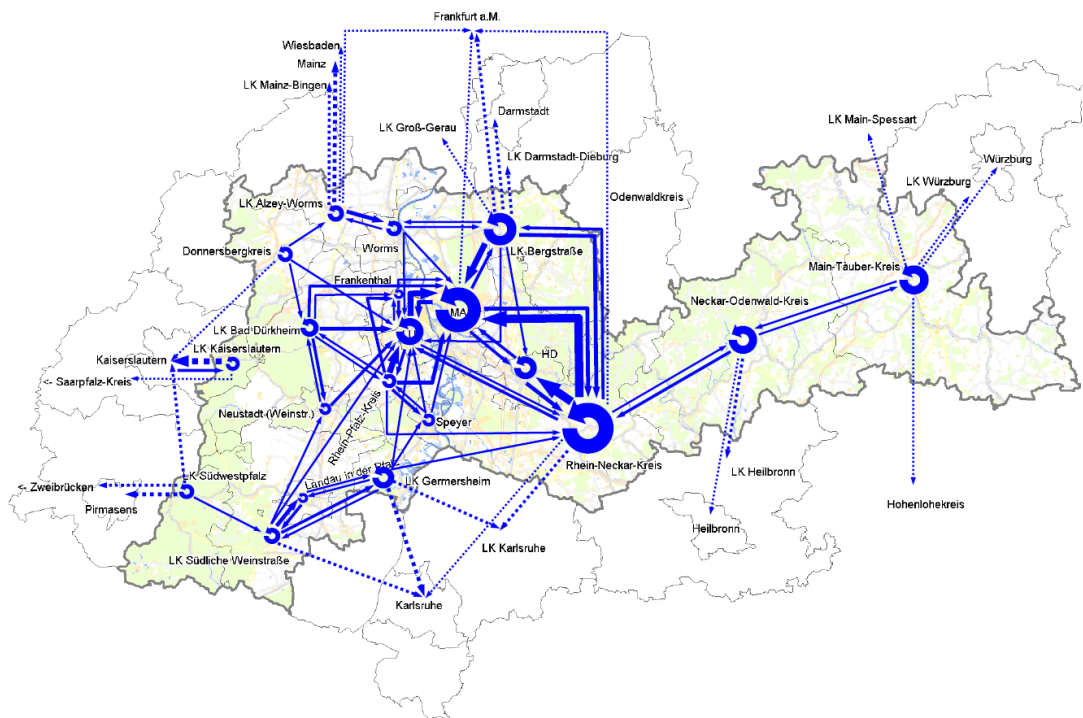 Frankfurt a.M.
Wiesbaden
Mainz
LK Mainz-Bingen
Darmstadt
LK Groß-Gerau
LK Main-Spessart
LK Darmstadt-Dieburg
Würzburg
LK Würzburg
Odenwaldkreis
LK Alzey-Worms
Worms
Donnersbergkreis
LK Bergstraße
Main-Tauber-Kreis
Frankenthal
Neckar-Odenwald-Kreis
MA
LK Bad Dürkheim
LU
LK Kaiserslautern
Kaiserslautern
HD
<- Saarpfalz-Kreis
Neustadt (Weinstr.)
Rhein-Pfalz-Kreis
Speyer
Rhein-Neckar-Kreis
LK Südwestpfalz
Landau in der Pfalz
LK Heilbronn
<- Zweibrücken
LK Germersheim
Pirmasens
Hohenlohekreis
Heilbronn
LK Karlsruhe
LK Südliche Weinstraße
Karlsruhe